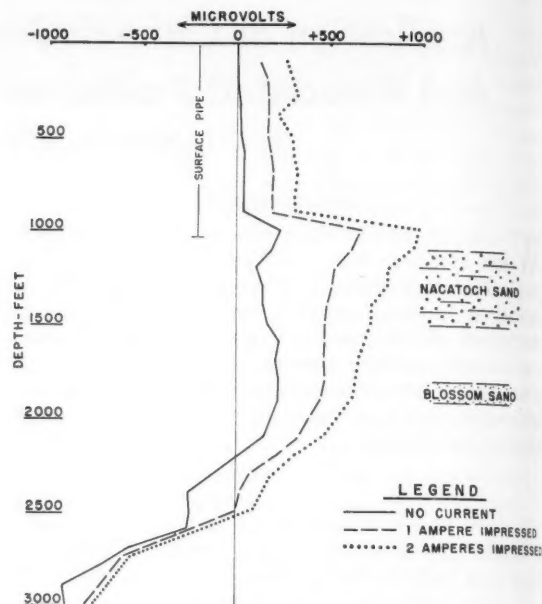 MICROVOLTS
-1000 -500 0 +500 +1000
SURFACE PIPE
500
1000
1500
2000
2500
3000
DEPTH-FEET
NACATOCH SAND
BLOSSOM SAND
LEGEND
NO CURRENT
1 AMPERE IMPRESSED
2 AMPERES IMPRESSED